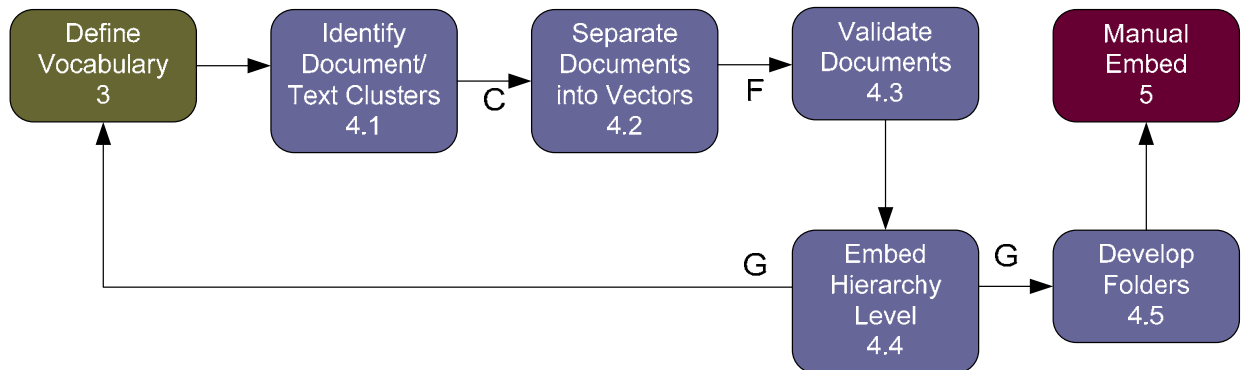 Define
Vocabulary
3
Identify
Document/
Text Clusters
4.1
C
Separate
Documents
into Vectors
4.2
F
Validate
Documents
4.3
Manual
Embed
5
G
Embed
Hierarchy
Level
4.4
G
Develop
Folders
4.5